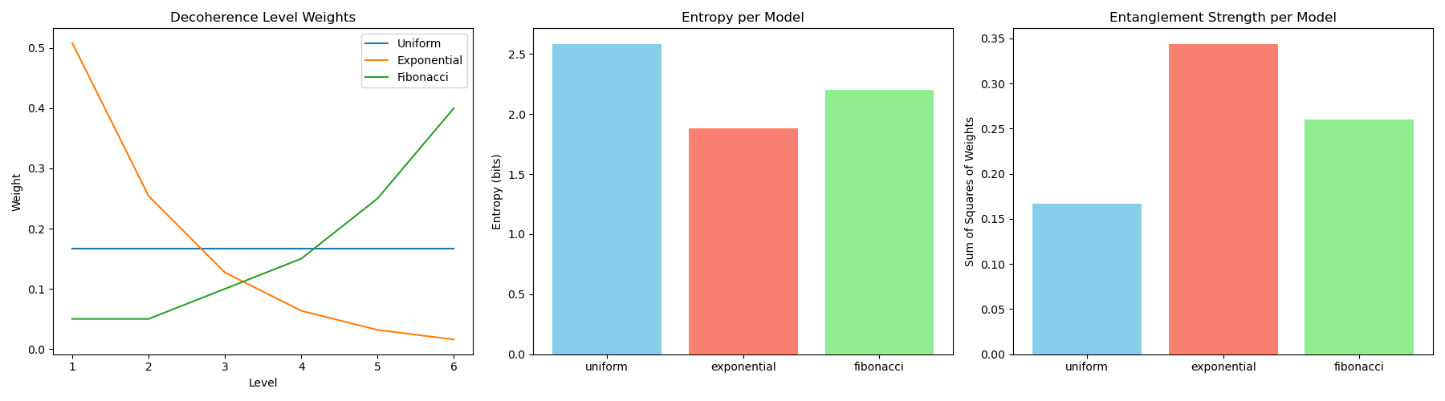 Decoherence Level Weights
Weight
0.5
0.4
0.3
0.2
0.1
0.0
1 2 3 4 5 6
Level
Uniform
Exponential
Fibonacci
Entropy per Model
Entropy (bits)
2.5
2.0
1.5
1.0
0.5
0.0
uniform exponential fibonacci
Entanglement Strength per Model
Sum of Squares of Weights
0.35
0.30
0.25
0.20
0.15
0.10
0.05
0.00
uniform exponential fibonacci